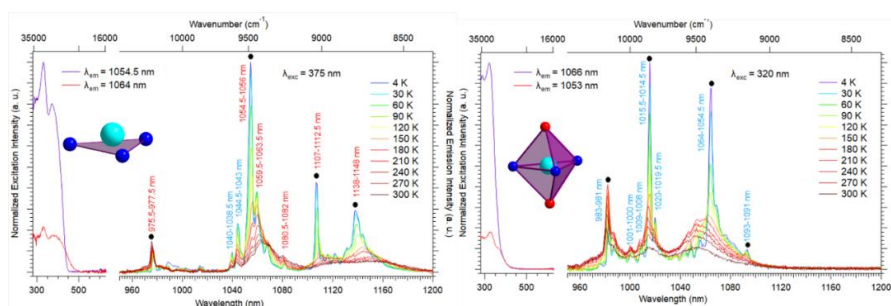 Wavenumber (cm⁻¹)
35000 21000 10000 9500 9000 8500
λem = 1054.5 nm
λem = 1064 nm
λexc = 375 nm
4 K
30 K
60 K
90 K
120 K
150 K
180 K
210 K
240 K
270 K
300 K
975.5-977.5 nm
1040-1038.5 nm
1044.5-1043 nm
1054.5-1056 nm
1059.5-1063.5 nm
1080.5-1082 nm
1107-1112.5 nm
1138-1148 nm
Normalized Excitation Intensity (a. u.)
Normalized Emission Intensity (a. u.)
300 500 960 1000 1040 1080 1120 1160 1200
Wavelength (nm)
Wavenumber
35000 16000 10000 9500 9000 8500
λem = 1066 nm
λem = 1053 nm
λexc = 320 nm
4 K
30 K
60 K
90 K
120 K
150 K
180 K
210 K
240 K
270 K
300 K
983-981 nm
1001-1000 nm
1009-1008 nm
1015.5-1014.5 nm
1020-1019.5 nm
1064-1054.5 nm
1093-1091 nm
Normalized Excitation Intensity (a. u.)
300 500 960 1000 1040 1080 1120 1160 1200
Wavelength (nm)